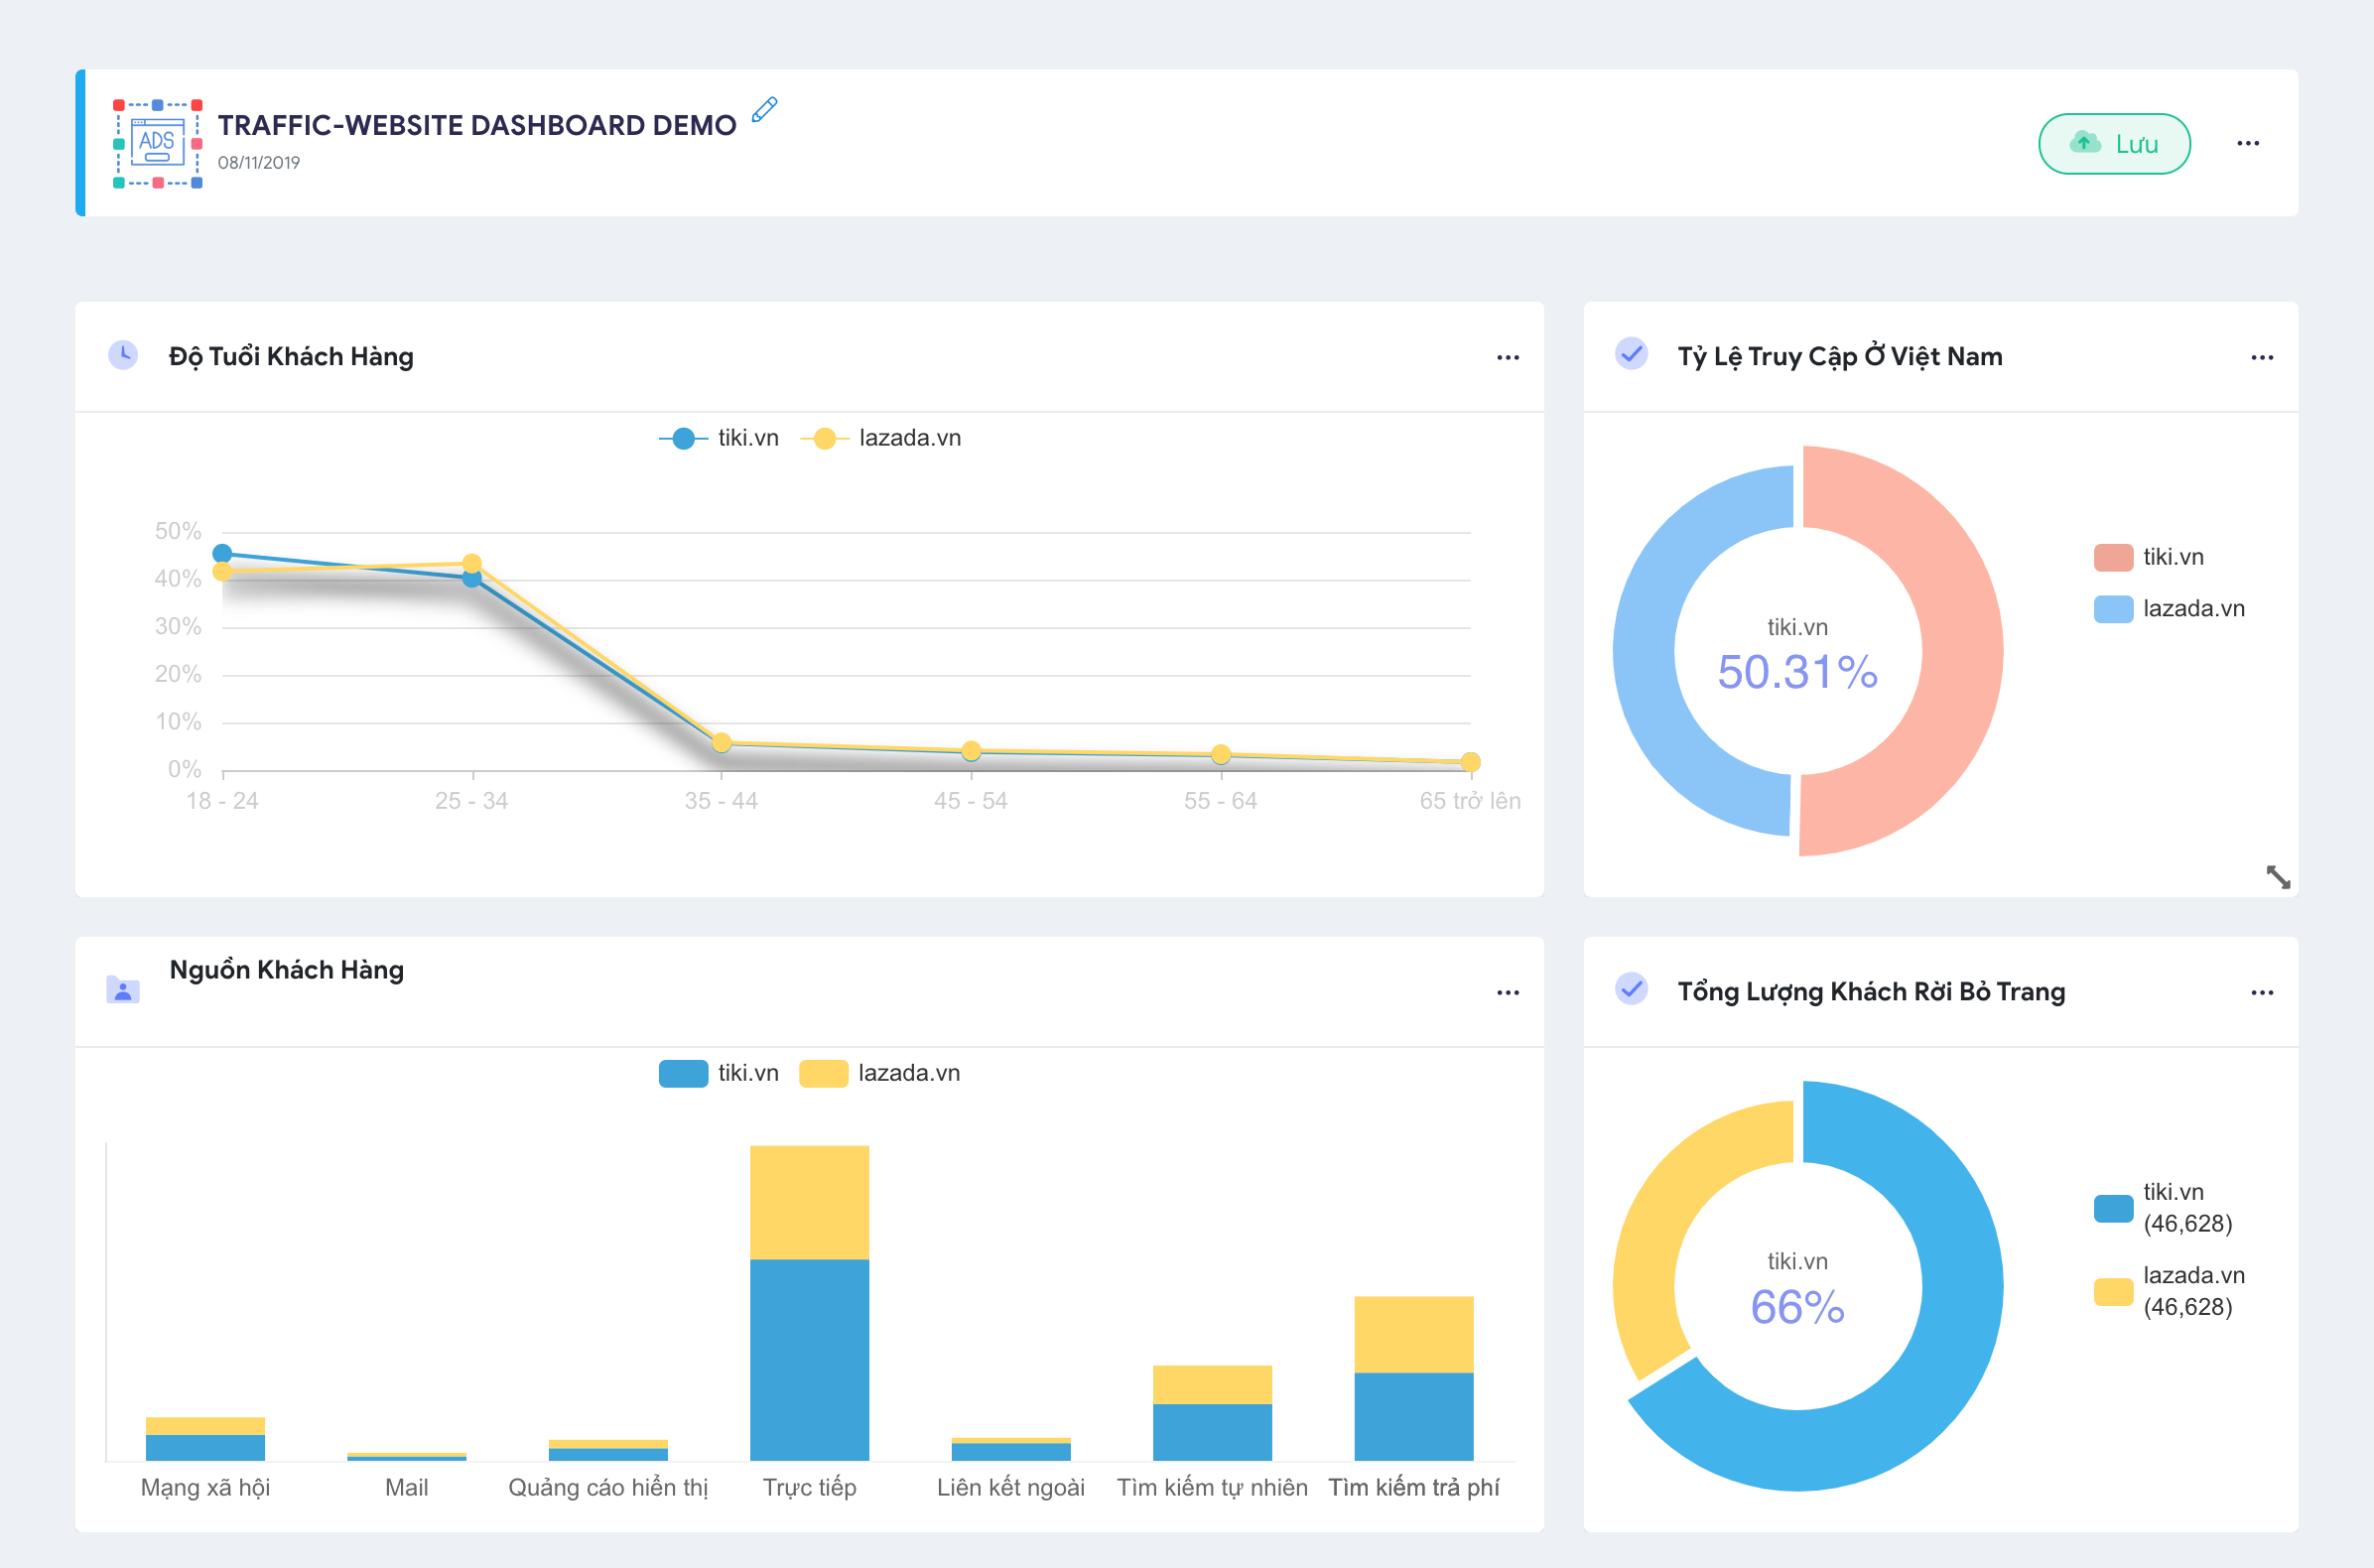 ADS
TRAFFIC-WEBSITE DASHBOARD DEMO
08/11/2019
Lưu
Độ Tuổi Khách Hàng
tiki.vn
lazada.vn
50%
40%
30%
20%
10%
0%
18 - 24
25 - 34
35 - 44
45 - 54
55 - 64
65 trở lên
Tỷ Lệ Truy Cập Ở Việt Nam
tiki.vn
50.31%
tiki.vn
lazada.vn
Nguồn Khách Hàng
tiki.vn
lazada.vn
Mạng xã hội
Mail
Quảng cáo hiển thị
Trực tiếp
Liên kết ngoài
Tìm kiếm tự nhiên
Tìm kiếm trả phí
Tổng Lượng Khách Rời Bỏ Trang
tiki.vn
66%
tiki.vn
(46,628)
lazada.vn
(46,628)